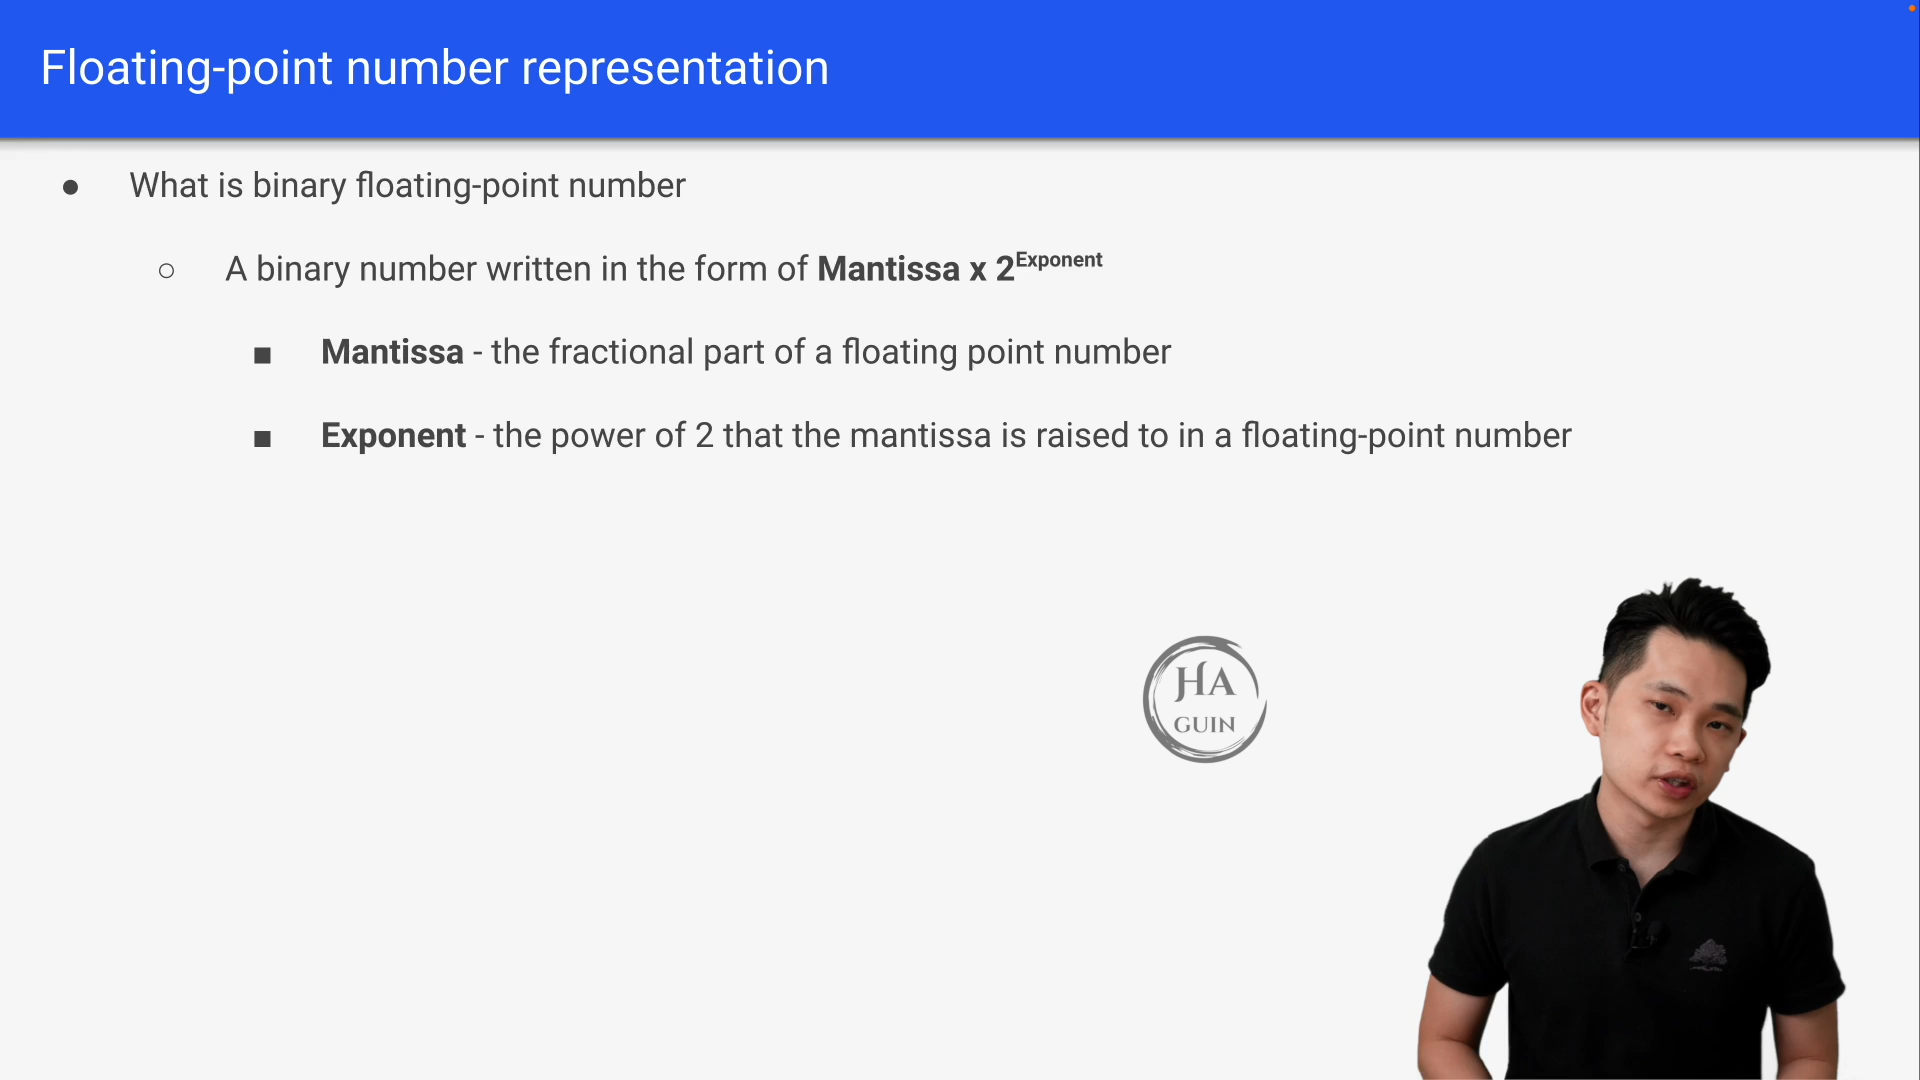 Floating-point number representation
● What is binary floating-point number
○ A binary number written in the form of Mantissa x 2^Exponent
■ Mantissa - the fractional part of a floating point number
■ Exponent - the power of 2 that the mantissa is raised to in a floating-point number
HA
GUIN